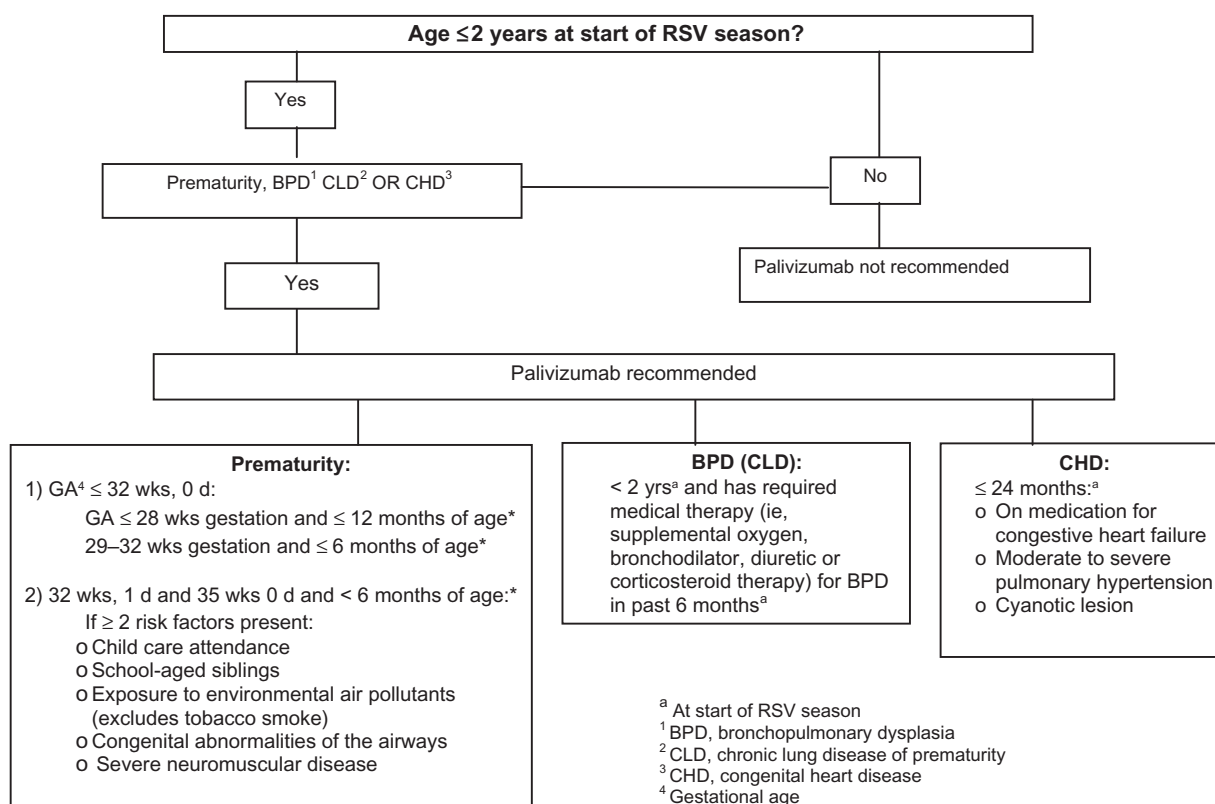 Age ≤2 years at start of RSV season?
Yes
Prematurity, BPD¹ CLD² OR CHD³
No
Yes
Palivizumab not recommended
Palivizumab recommended
Prematurity:
1) GA⁴ ≤ 32 wks, 0 d:
GA ≤ 28 wks gestation and ≤ 12 months of age*
29–32 wks gestation and ≤ 6 months of age*
2) 32 wks, 1 d and 35 wks 0 d and < 6 months of age:*
If ≥ 2 risk factors present:
o Child care attendance
o School-aged siblings
o Exposure to environmental air pollutants
(excludes tobacco smoke)
o Congenital abnormalities of the airways
o Severe neuromuscular disease
BPD (CLD):
< 2 yrsᵃ and has required
medical therapy (ie,
supplemental oxygen,
bronchodilator, diuretic or
corticosteroid therapy) for BPD
in past 6 monthsᵃ
CHD:
≤ 24 months:ᵃ
o On medication for
congestive heart failure
o Moderate to severe
pulmonary hypertension
o Cyanotic lesion
ᵃ At start of RSV season
¹ BPD, bronchopulmonary dysplasia
² CLD, chronic lung disease of prematurity
³ CHD, congenital heart disease
⁴ Gestational age